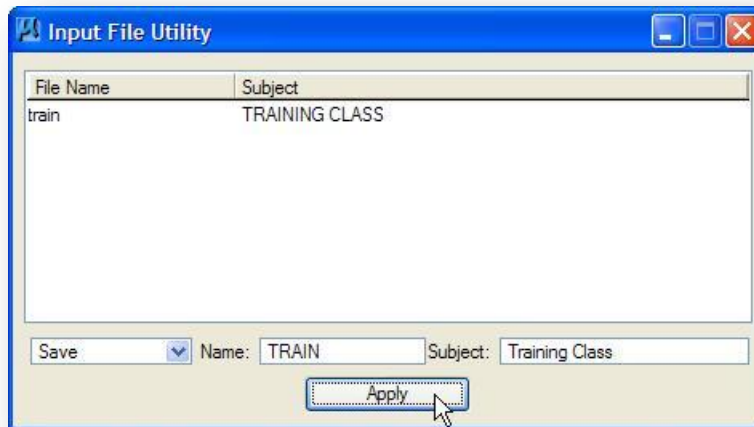 Input File Utility
File Name Subject
train TRAINING CLASS
Save Name: TRAIN Subject: Training Class
Apply